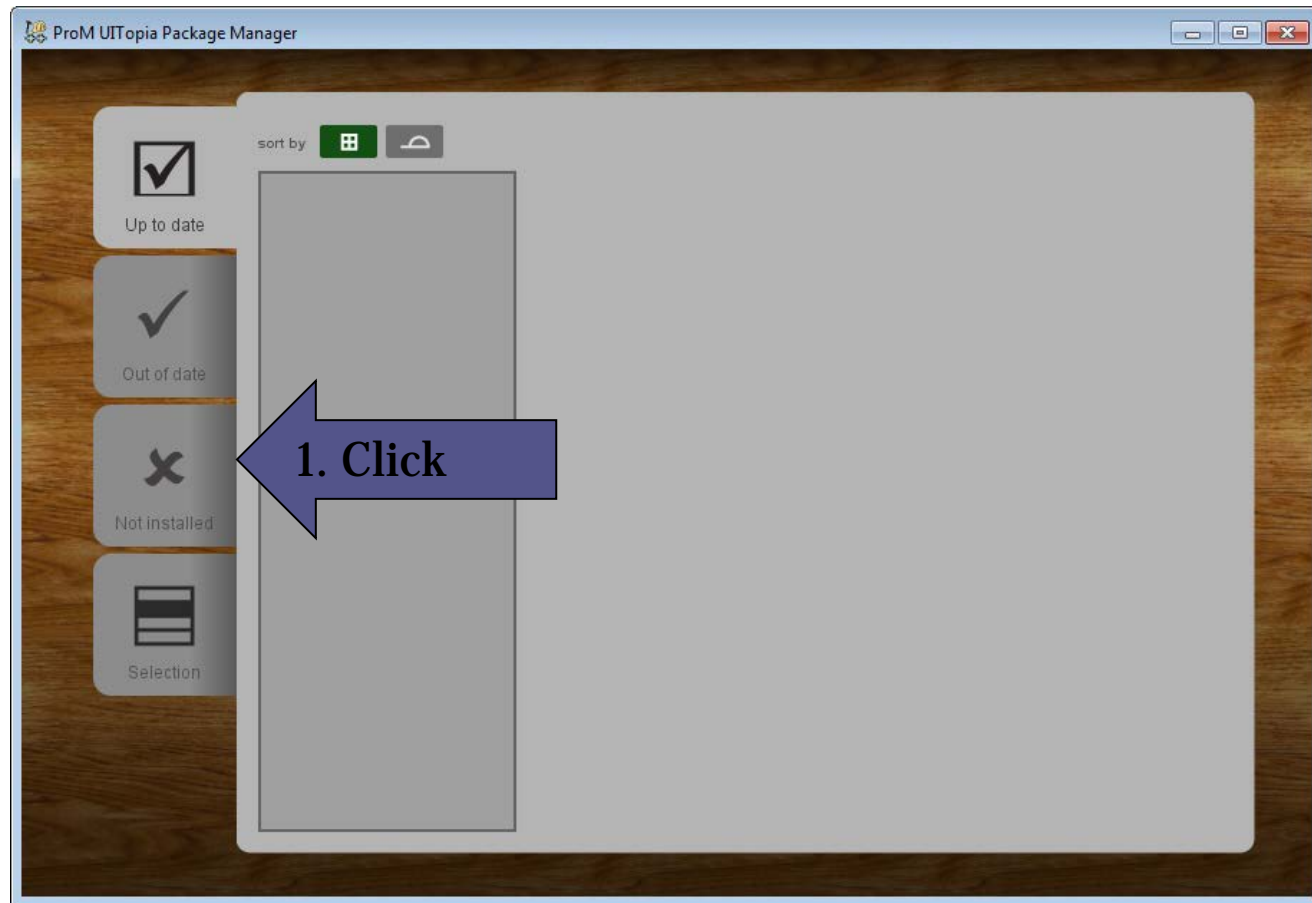 ProM UITopia Package Manager
sort by
Up to date
Out of date
1. Click
Not installed
Selection